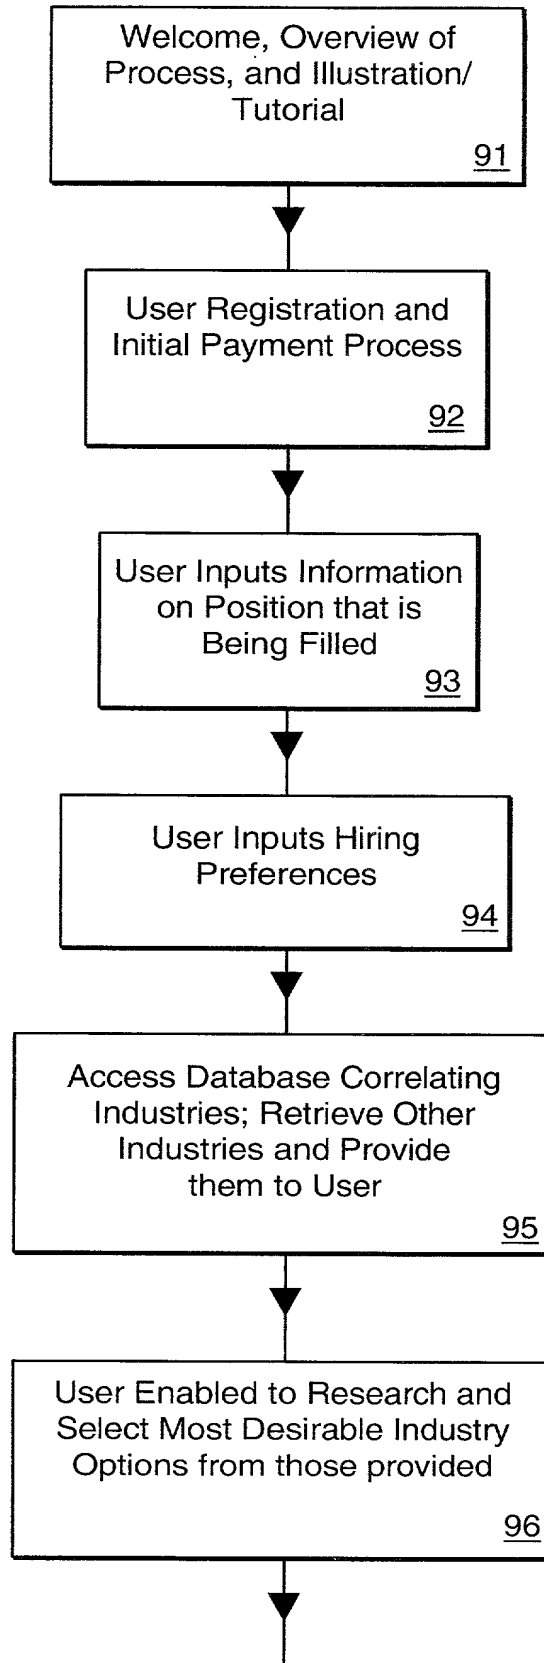 Welcome, Overview of
Process, and Illustration/
Tutorial
91
User Registration and
Initial Payment Process
92
User Inputs Information
on Position that is
Being Filled
93
User Inputs Hiring
Preferences
94
Access Database Correlating
Industries; Retrieve Other
Industries and Provide
them to User
95
User Enabled to Research and
Select Most Desirable Industry
Options from those provided
96